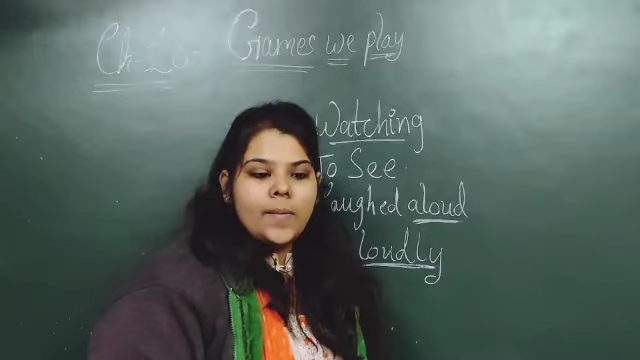 Ch-10- Games we play
Watching
To See
Laughed aloud
loudly